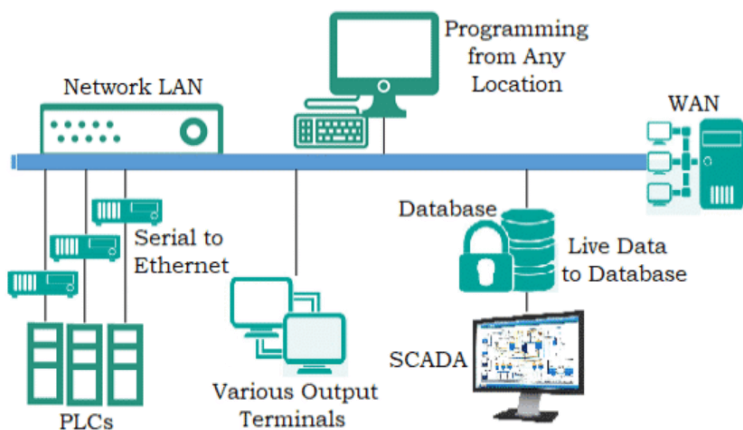 Programming
from Any
Location
Network LAN
WAN
Serial to
Ethernet
Database
Live Data
to Database
SCADA
Various Output
Terminals
PLCs